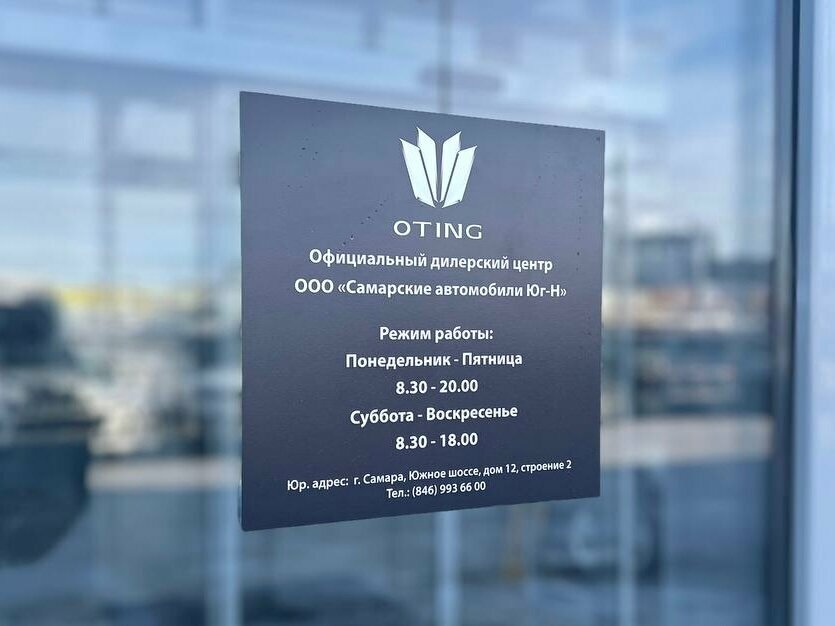 OTING
Официальный дилерский центр
ООО «Самарские автомобили Юг-Н»
Режим работы:
Понедельник - Пятница
8.30 - 20.00
Суббота - Воскресенье
8.30 - 18.00
Юр. адрес: г. Самара, Южное шоссе, дом 12, строение 2
Тел.: (846) 993 66 00